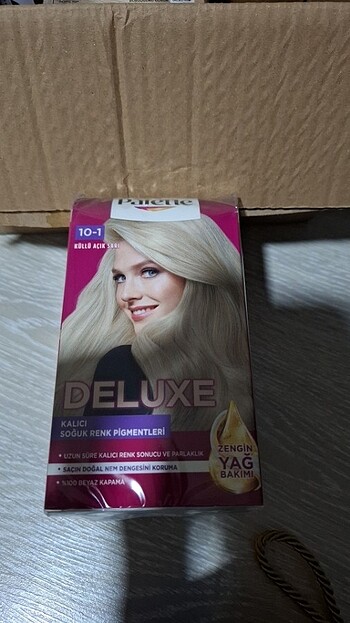 Palette
10-1
KÜLLÜ AÇIK SARI
DELUXE
KALICI
SOĞUK RENK PİGMENTLERİ
• UZUN SÜRE KALICI RENK SONUCU VE PARLAKLIK
• SAÇIN DOĞAL NEM DENGESİNİ KORUMA
• %100 BEYAZ KAPAMA
ZENGİN
YAĞ
BAKIMI